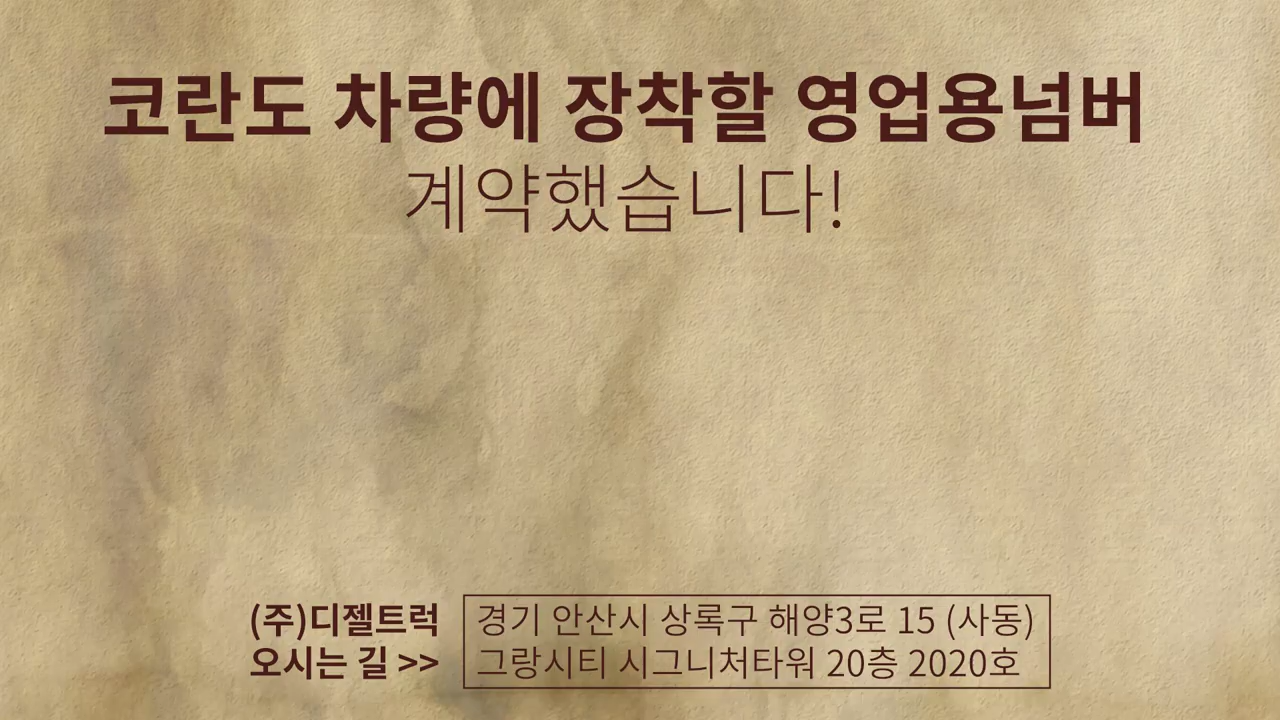 코란도 차량에 장착할 영업용넘버
계약했습니다!
(주)디젤트럭
오시는 길 >>
경기 안산시 상록구 해양3로 15 (사동)
그랑시티 시그니처타워 20층 2020호